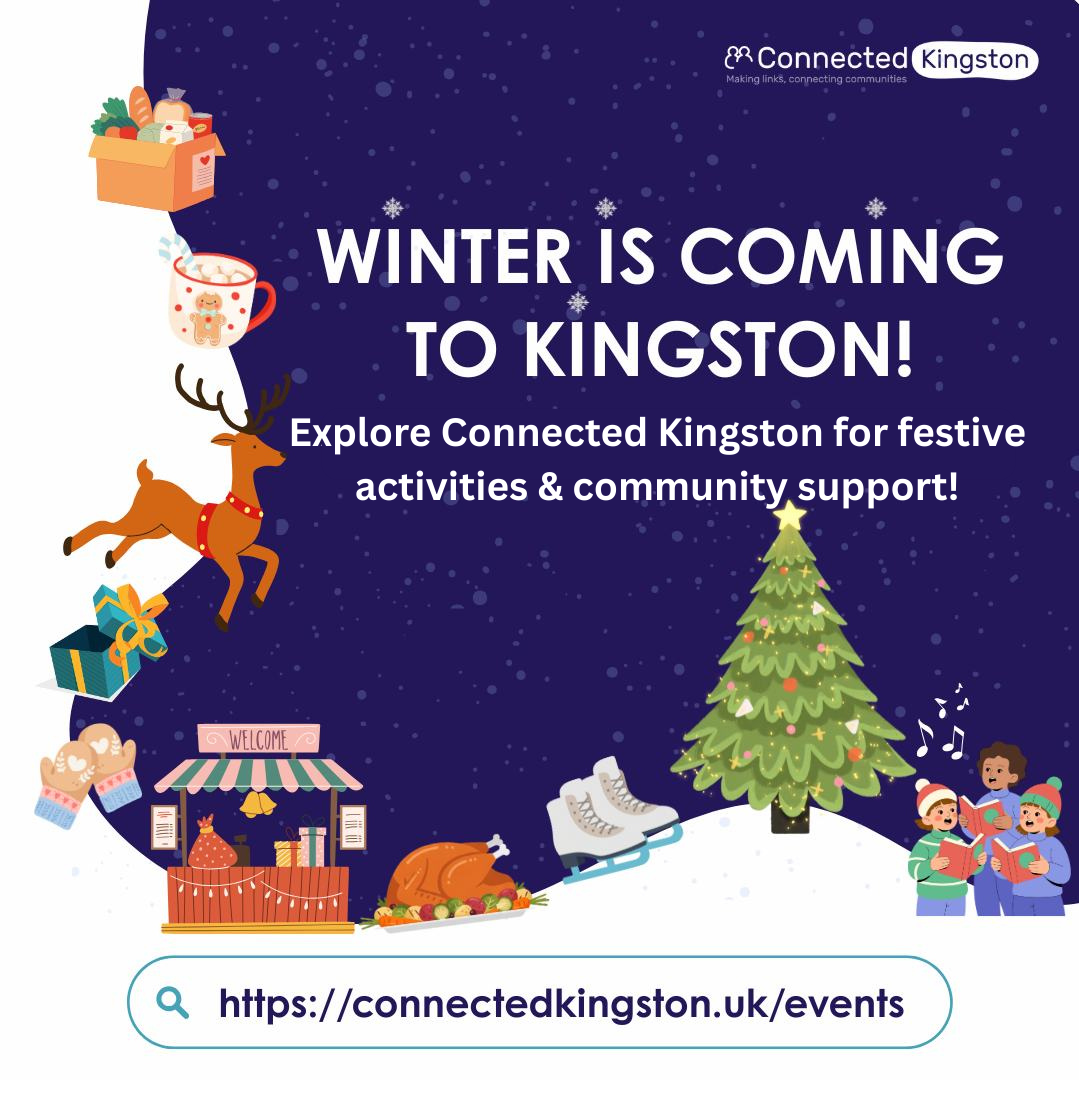 Connected Kingston
Making links, connecting communities
WINTER IS COMING
TO KINGSTON!
Explore Connected Kingston for festive
activities & community support!
WELCOME
https://connectedkingston.uk/events